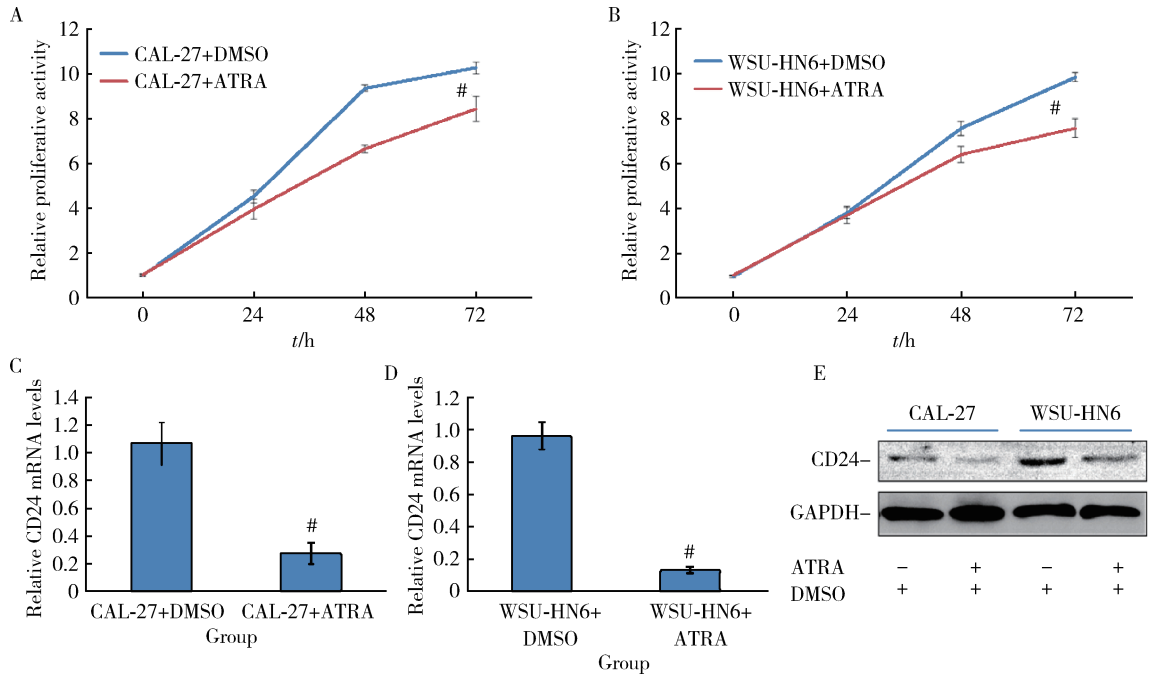 A
Relative proliferative activity
12
10
8
6
4
2
0
CAL-27+DMSO
CAL-27+ATRA
#
0 24 48 72
t/h
B
Relative proliferative activity
12
10
8
6
4
2
0
WSU-HN6+DMSO
WSU-HN6+ATRA
#
0 24 48 72
t/h
C
Relative CD24 mRNA levels
1.4
1.2
1.0
0.8
0.6
0.4
0.2
0
#
CAL-27+DMSO CAL-27+ATRA
Group
D
Relative CD24 mRNA levels
1.2
1.0
0.8
0.6
0.4
0.2
0
#
WSU-HN6+ WSU-HN6+
DMSO ATRA
Group
E
CAL-27 WSU-HN6
CD24–
GAPDH–
ATRA – + – +
DMSO + + + +